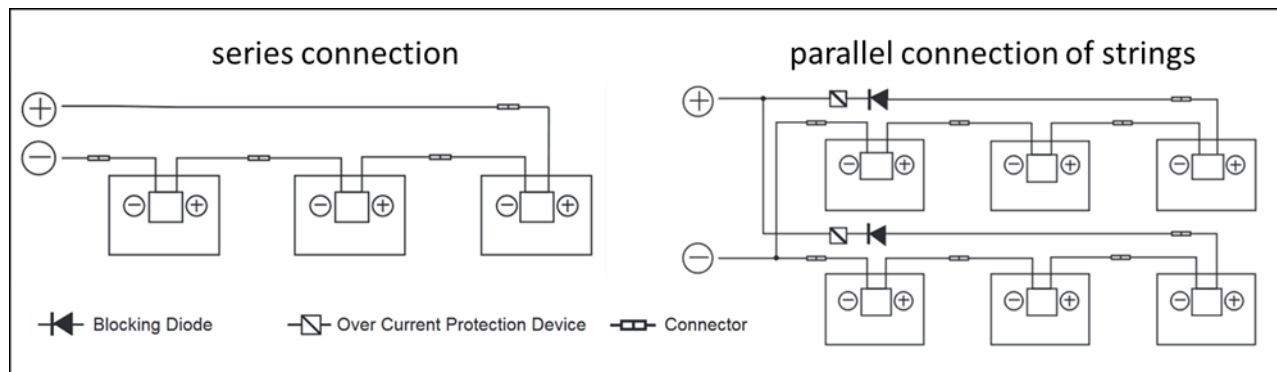 series connection
parallel connection of strings
+
−
− + − + − +
+
− + − + − +
−
− + − + − +
Blocking Diode
Over Current Protection Device
Connector